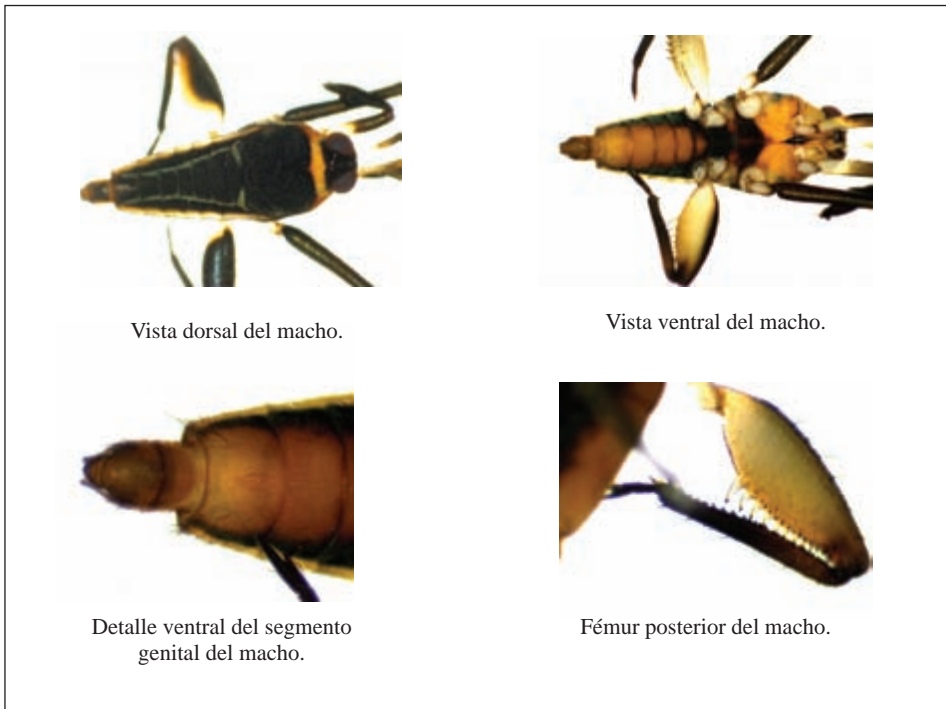 Vista dorsal del macho.
Vista ventral del macho.
Detalle ventral del segmento
genital del macho.
Fémur posterior del macho.